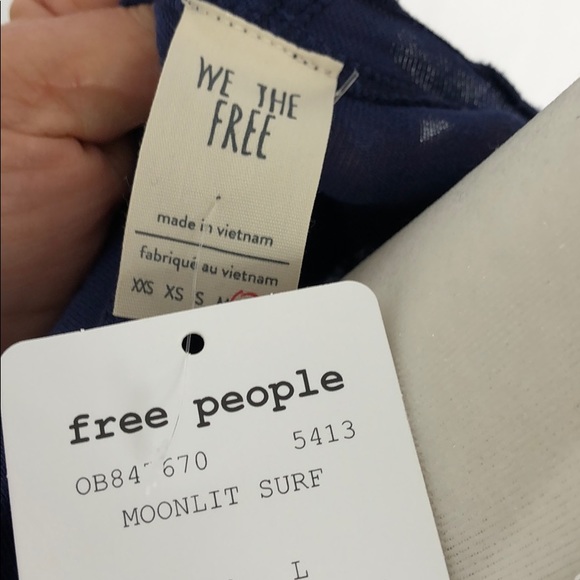 WE THE
FREE
made in vietnam
fabriqué au vietnam
XXS XS S
free people
5413
MOONLIT SURF
L